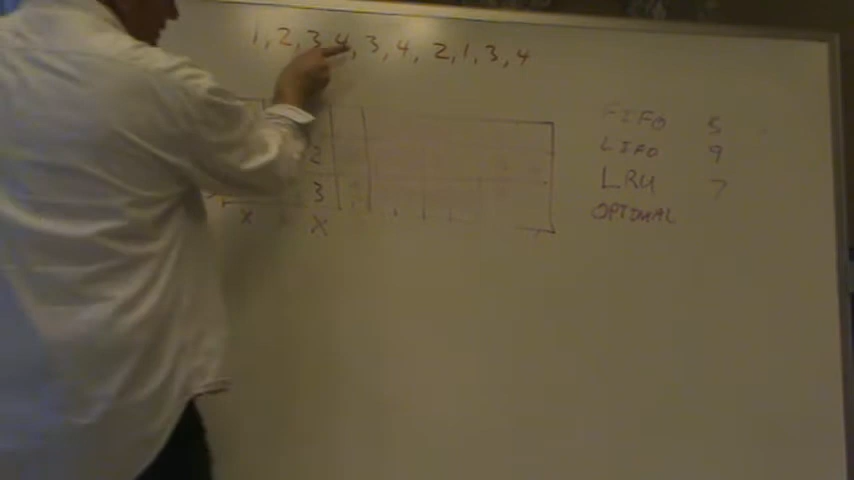 1, 2, 3, 4, 3, 4, 2, 1, 3, 4
FIFO 5
LIFO 9
2
LRU 7
3
OPTIMAL
X X